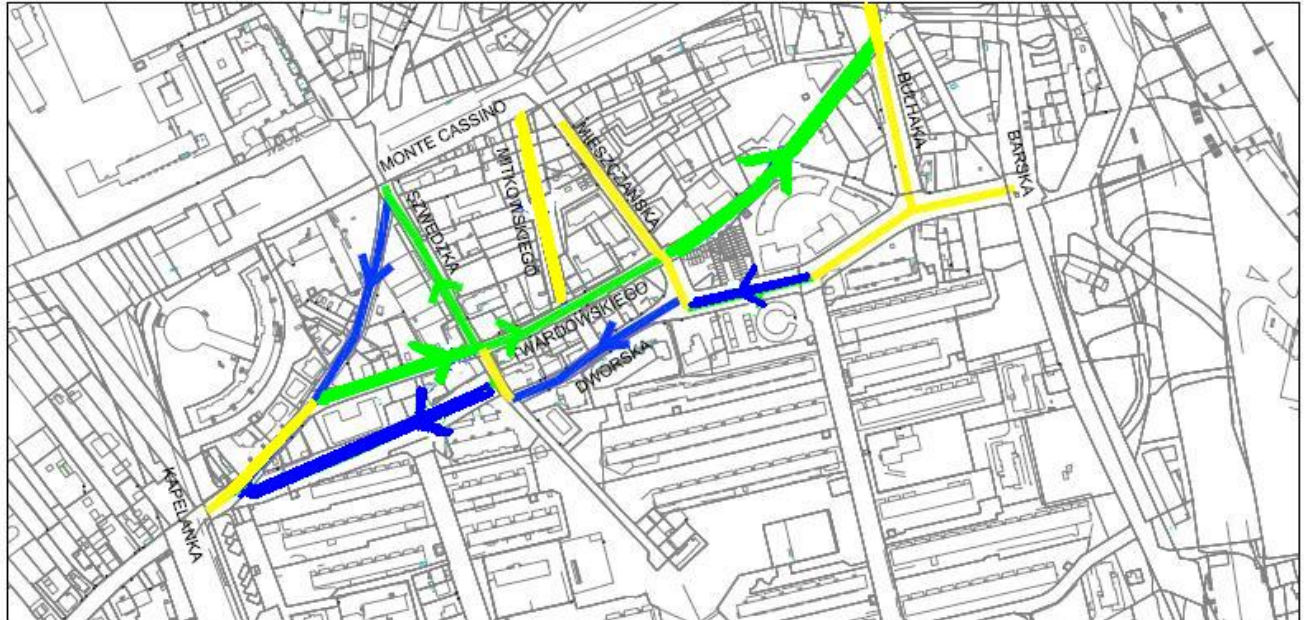 MONTE CASSINO
MIESZCZAŃSKA
BUŁHAKA
BARSKA
MITKOWSKIEGO
SZWEDZKA
TWARDOWSKIEGO
DWORSKA
KAPELANKA